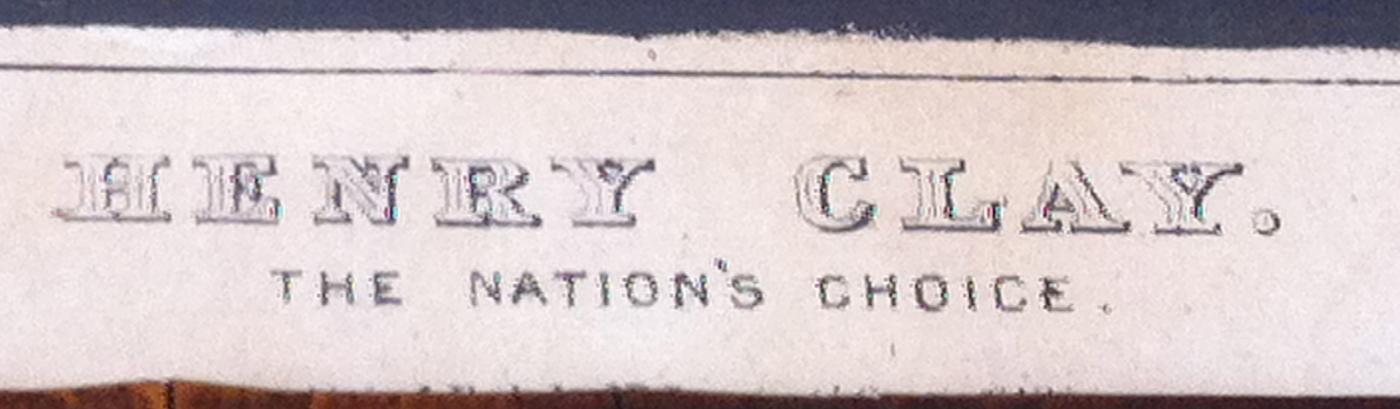 HENRY CLAY.
THE NATION'S CHOICE.